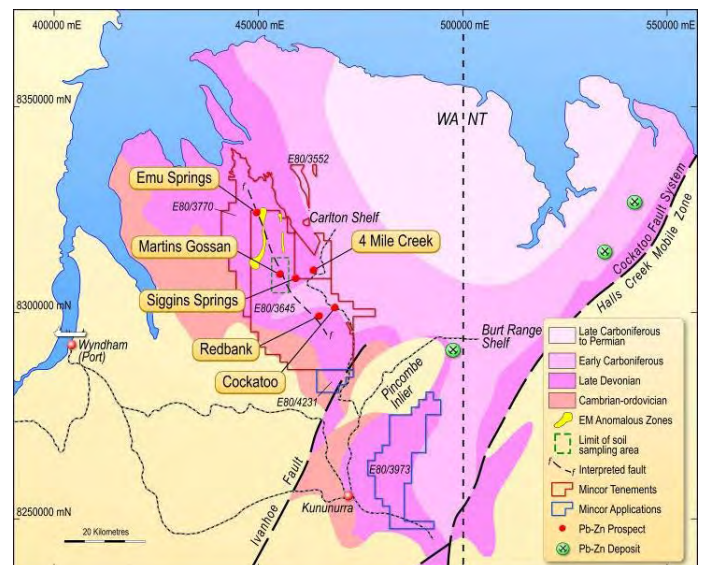 400000 mE
450000 mE
500000 mE
550000 mE
8350000 mN
WA
NT
E80/3552
Emu Springs
E80/3770
f
Carlton Shelf
Martins Gossan
4 Mile Creek
Siggins Springs
8300000 mN
E80/3645
Redbank
f
Cockatoo
Wyndham
(Port)
E80/4231
Pincombe
Inlier
Burt Range
Shelf
Cockatoo Fault System
Halls Creek Mobile Zone
E80/3973
Kununurra
Ivanhoe Fault
8250000 mN
20 Kilometres
Late Carboniferous
to Permian
Early Carboniferous
Late Devonian
Cambrian-ordovician
EM Anomalous Zones
Limit of soil
sampling area
f
f
Interpreted fault
Mincor Tenements
Mincor Applications
Pb-Zn Prospect
Pb-Zn Deposit